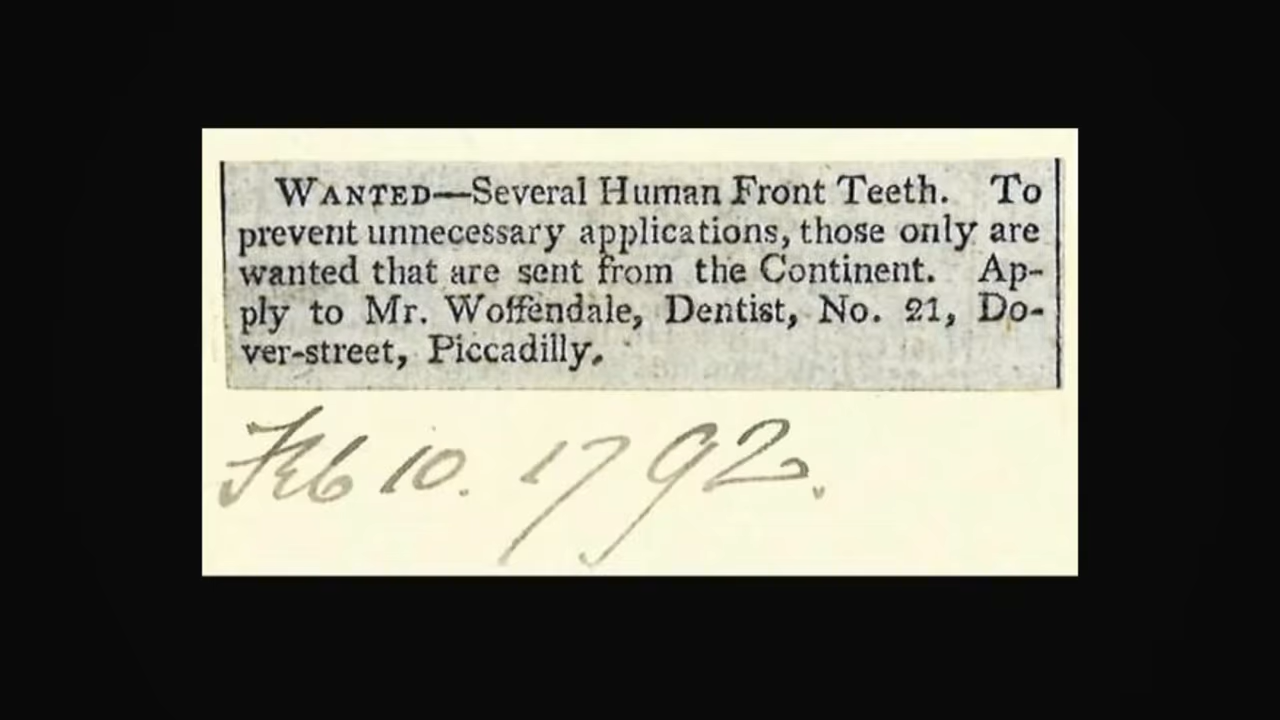 WANTED—Several Human Front Teeth. To
prevent unnecessary applications, those only are
wanted that are sent from the Continent. Ap-
ply to Mr. Woffendale, Dentist, No. 21, Do-
ver-street, Piccadilly.
Feb 10. 1792.